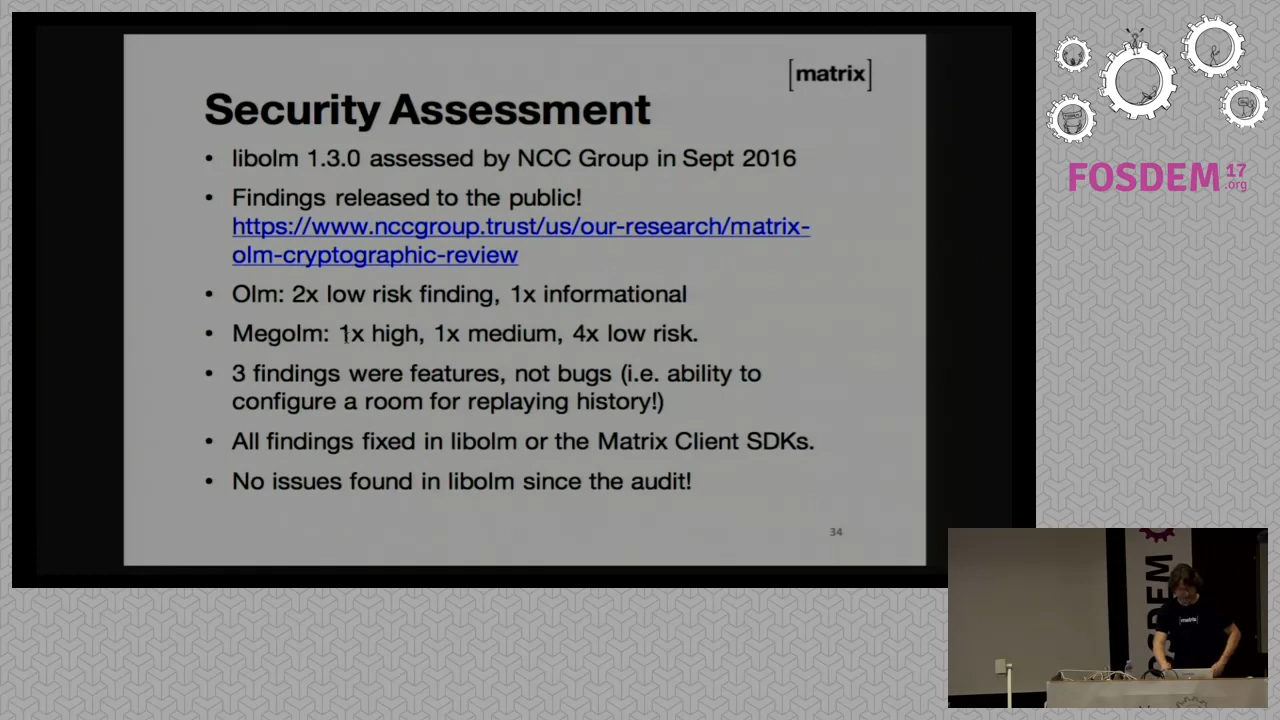 [matrix]
Security Assessment
• libolm 1.3.0 assessed by NCC Group in Sept 2016
• Findings released to the public!
https://www.nccgroup.trust/us/our-research/matrix-
olm-cryptographic-review
• Olm: 2x low risk finding, 1x informational
• Megolm: 1x high, 1x medium, 4x low risk.
• 3 findings were features, not bugs (i.e. ability to
configure a room for replaying history!)
• All findings fixed in libolm or the Matrix Client SDKs.
• No issues found in libolm since the audit!
34
FOSDEM 17
.org
[matrix]